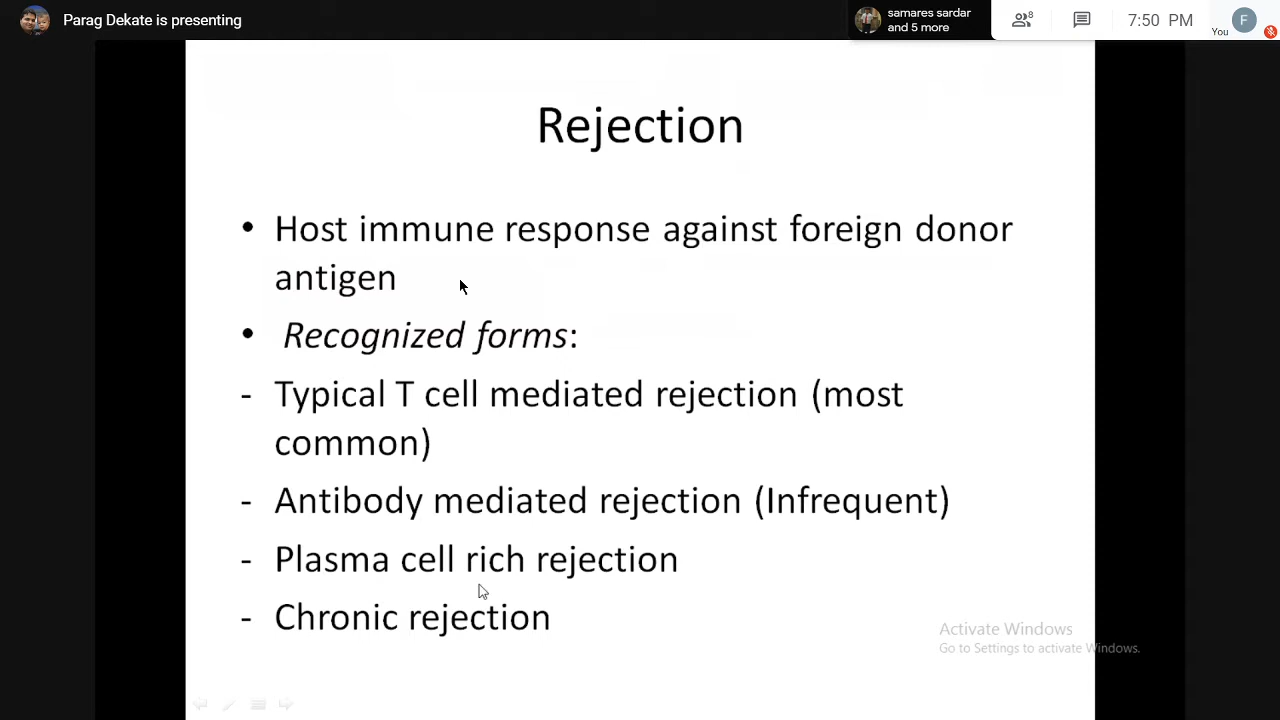 Parag Dekate is presenting
samares sardar
and 5 more
8
7:50 PM
You
F
Rejection
• Host immune response against foreign donor
antigen
• Recognized forms:
- Typical T cell mediated rejection (most
common)
- Antibody mediated rejection (Infrequent)
- Plasma cell rich rejection
- Chronic rejection
Activate Windows
Go to Settings to activate Windows.